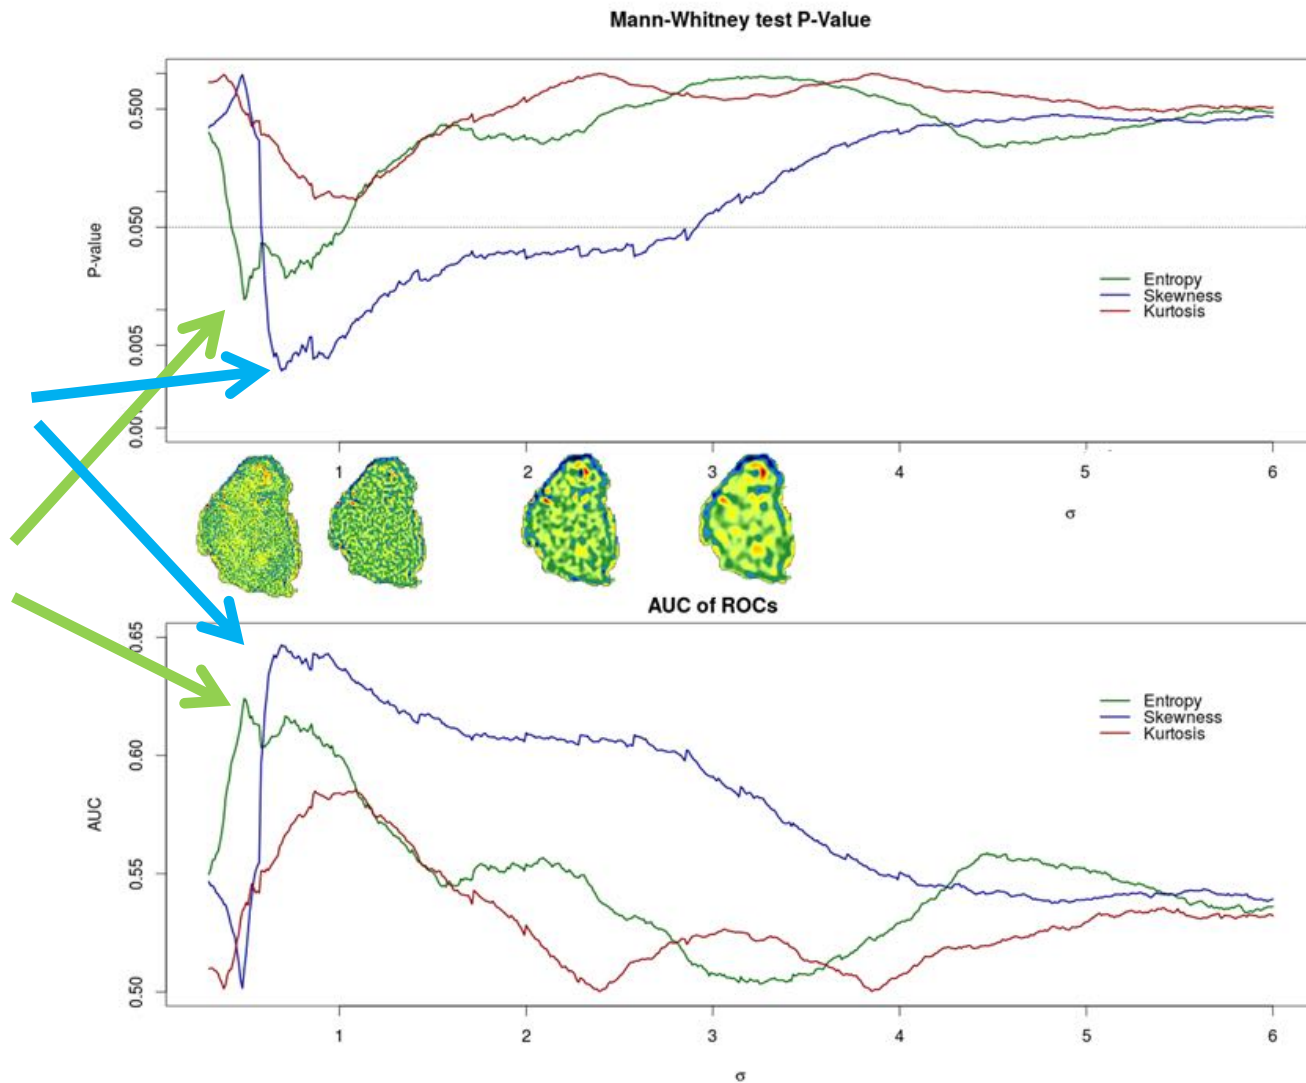 Mann-Whitney test P-Value
P-value
0.500
0.050
0.005
Entropy
Skewness
Kurtosis
1
2
3
4
5
6
σ
AUC of ROCs
AUC
0.65
0.60
0.55
0.50
Entropy
Skewness
Kurtosis
1
2
3
4
5
6
σ